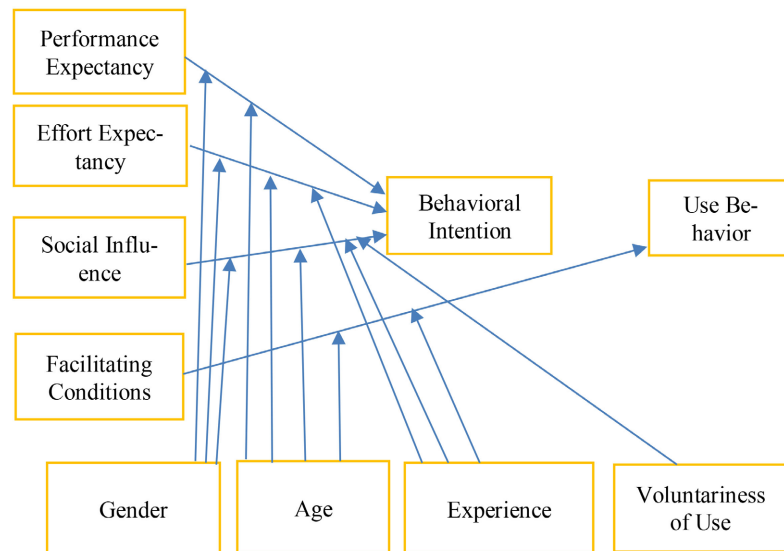 Performance
Expectancy
Effort Expec-
tancy
Social Influ-
ence
Facilitating
Conditions
Behavioral
Intention
Use Be-
havior
Gender
Age
Experience
Voluntariness
of Use